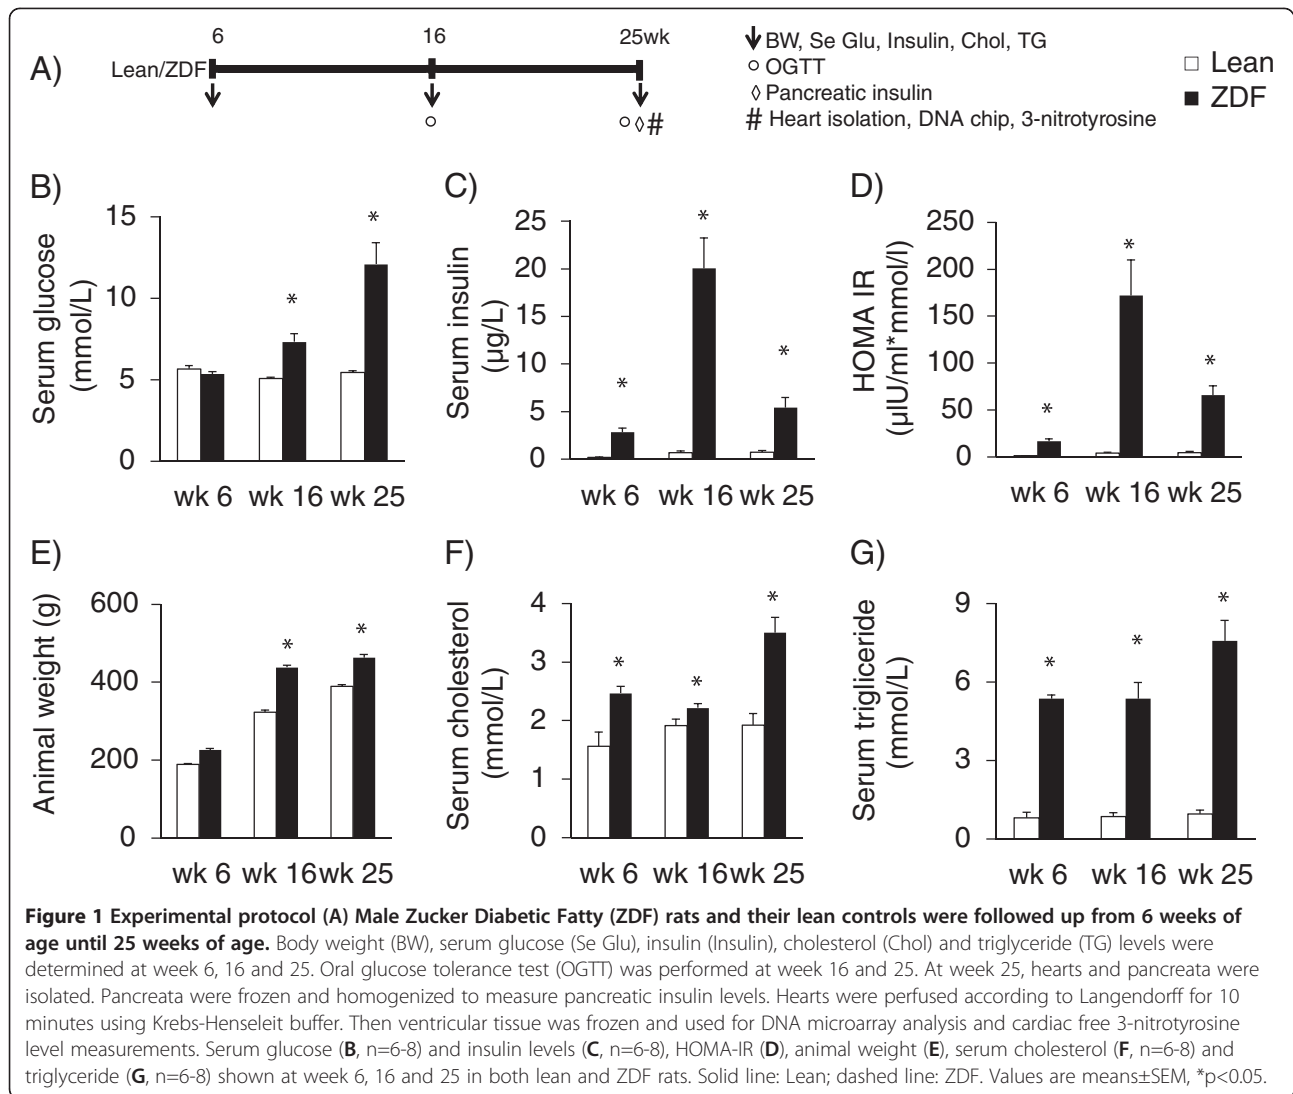 6 16 25wk
A) Lean/ZDF
BW, Se Glu, Insulin, Chol, TG
OGTT
Pancreatic insulin
# Heart isolation, DNA chip, 3-nitrotyrosine
#
Lean
ZDF
B)
Serum glucose
(mmol/L)
15
10
5
0
*
*
wk 6 wk 16 wk 25
C)
Serum insulin
(µg/L)
25
20
15
10
5
0
*
*
*
wk 6 wk 16 wk 25
D)
HOMA IR
(µIU/ml*mmol/l)
250
200
150
100
50
0
*
*
*
wk 6 wk 16 wk 25
E)
Animal weight (g)
600
400
200
0
*
*
wk 6 wk 16 wk 25
F)
Serum cholesterol
(mmol/L)
4
3
2
1
0
*
*
*
wk 6 wk 16 wk 25
G)
Serum trigliceride
(mmol/L)
9
6
3
0
*
*
*
wk 6 wk 16 wk 25
Figure 1 Experimental protocol (A) Male Zucker Diabetic Fatty (ZDF) rats and their lean controls were followed up from 6 weeks of
age until 25 weeks of age. Body weight (BW), serum glucose (Se Glu), insulin (Insulin), cholesterol (Chol) and triglyceride (TG) levels were
determined at week 6, 16 and 25. Oral glucose tolerance test (OGTT) was performed at week 16 and 25. At week 25, hearts and pancreata were
isolated. Pancreata were frozen and homogenized to measure pancreatic insulin levels. Hearts were perfused according to Langendorff for 10
minutes using Krebs-Henseleit buffer. Then ventricular tissue was frozen and used for DNA microarray analysis and cardiac free 3-nitrotyrosine
level measurements. Serum glucose (B, n=6-8) and insulin levels (C, n=6-8), HOMA-IR (D), animal weight (E), serum cholesterol (F, n=6-8) and
triglyceride (G, n=6-8) shown at week 6, 16 and 25 in both lean and ZDF rats. Solid line: Lean; dashed line: ZDF. Values are means±SEM, *p<0.05.